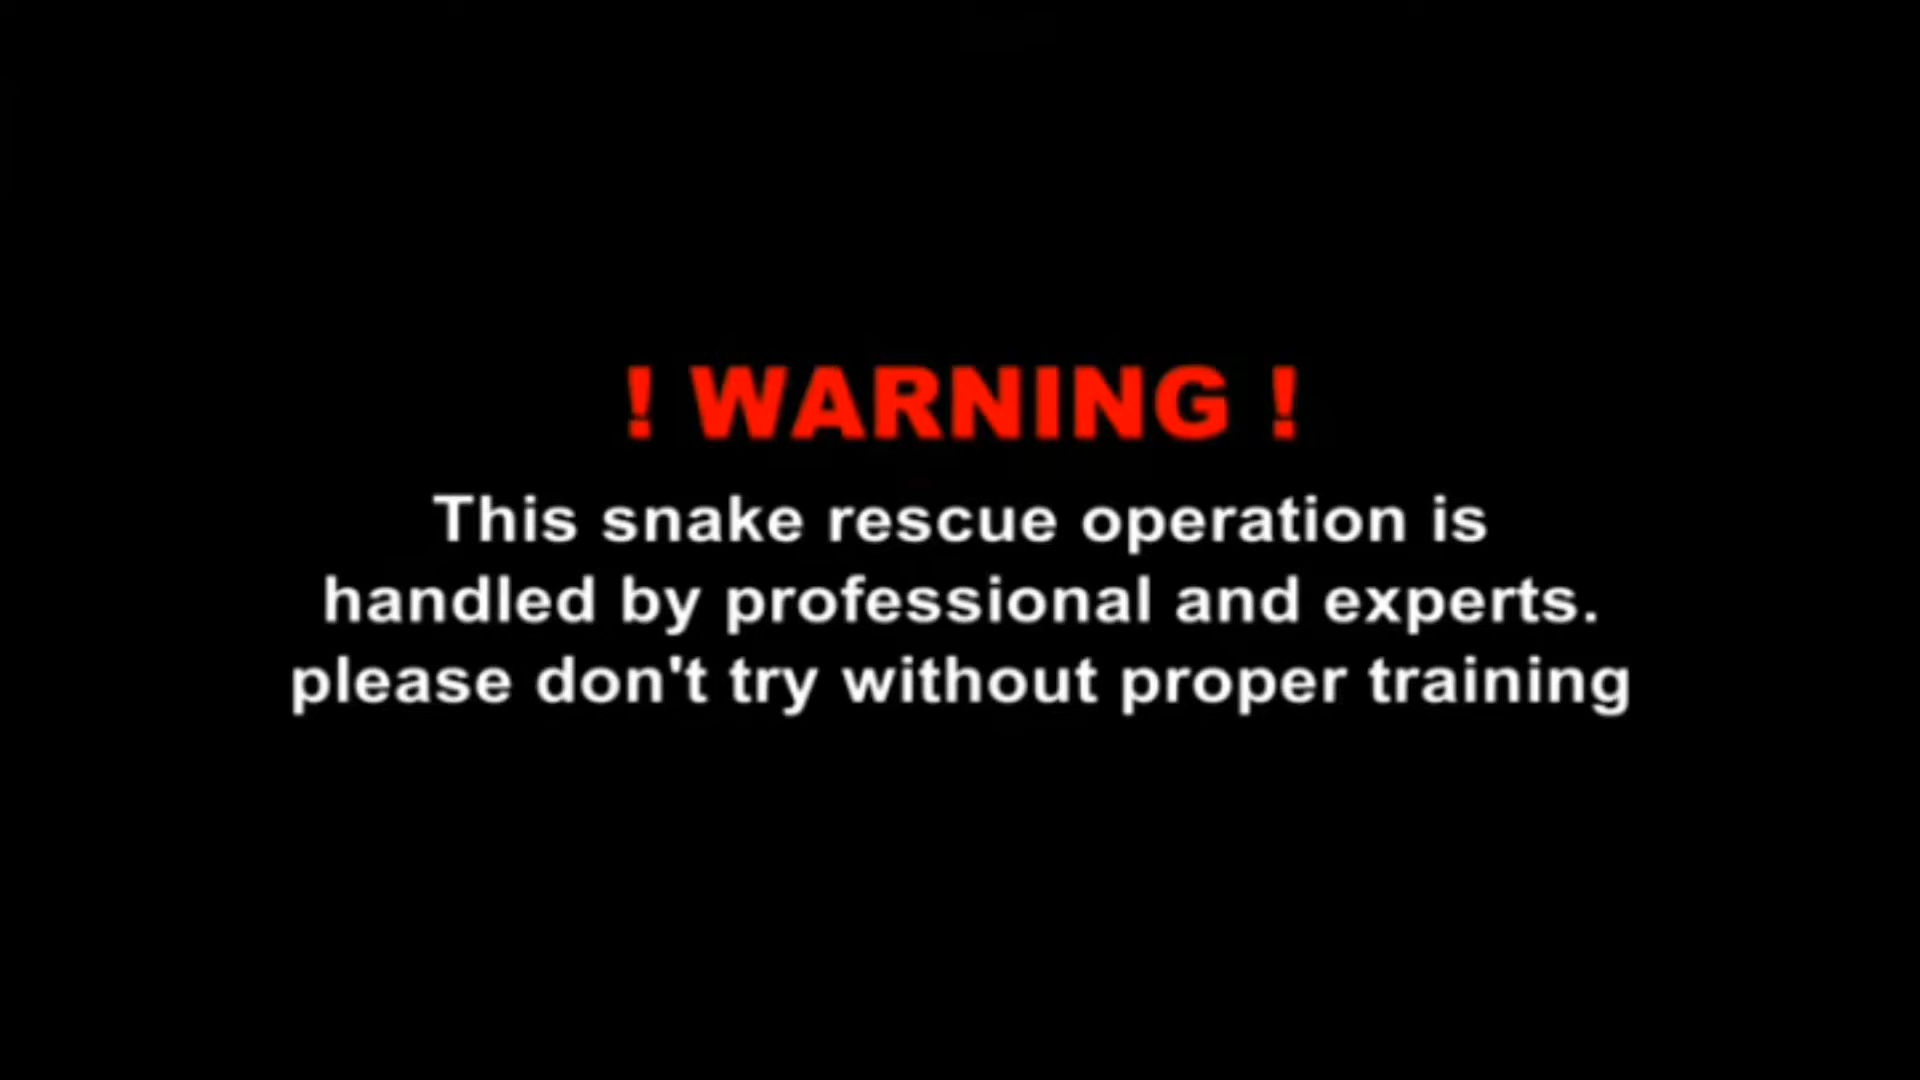 ! WARNING !
This snake rescue operation is
handled by professional and experts.
please don't try without proper training